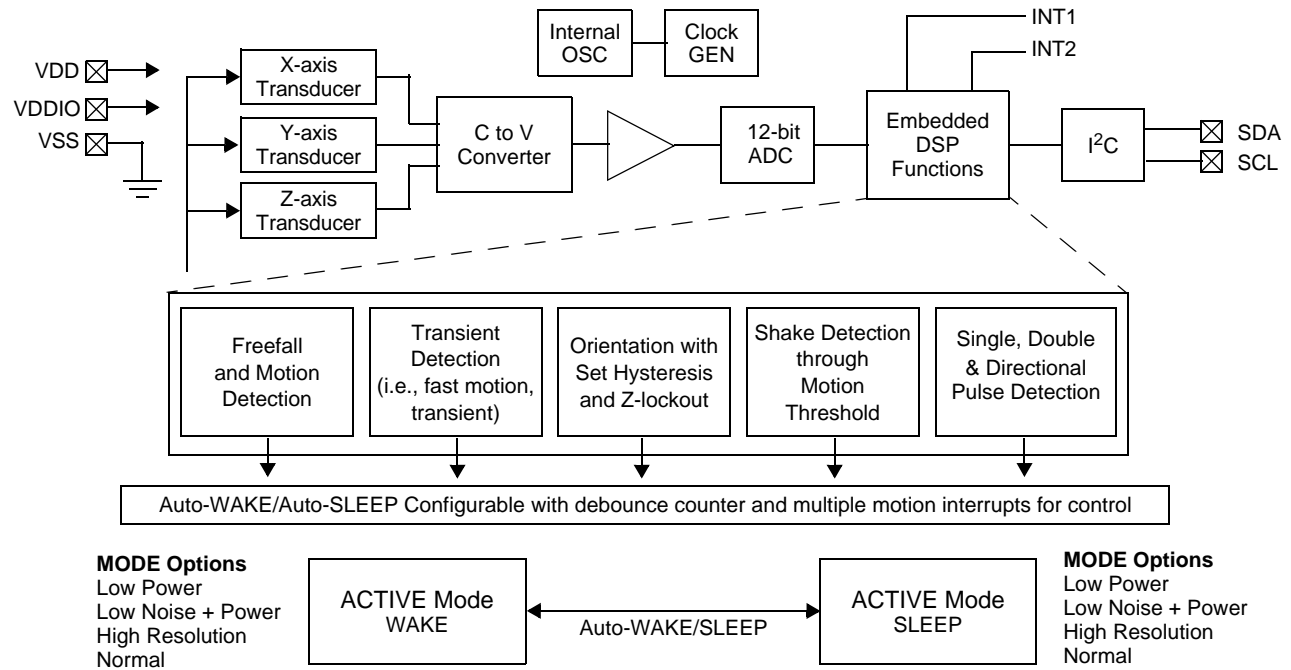 INT1
INT2
Internal
OSC
Clock
GEN
VDD
VDDIO
VSS
X-axis
Transducer
Y-axis
Transducer
Z-axis
Transducer
C to V
Converter
12-bit
ADC
Embedded
DSP
Functions
I²C
SDA
SCL
Freefall
and Motion
Detection
Transient
Detection
(i.e., fast motion,
transient)
Orientation with
Set Hysteresis
and Z-lockout
Shake Detection
through
Motion
Threshold
Single, Double
& Directional
Pulse Detection
Auto-WAKE/Auto-SLEEP Configurable with debounce counter and multiple motion interrupts for control
MODE Options
Low Power
Low Noise + Power
High Resolution
Normal
ACTIVE Mode
WAKE
Auto-WAKE/SLEEP
ACTIVE Mode
SLEEP
MODE Options
Low Power
Low Noise + Power
High Resolution
Normal